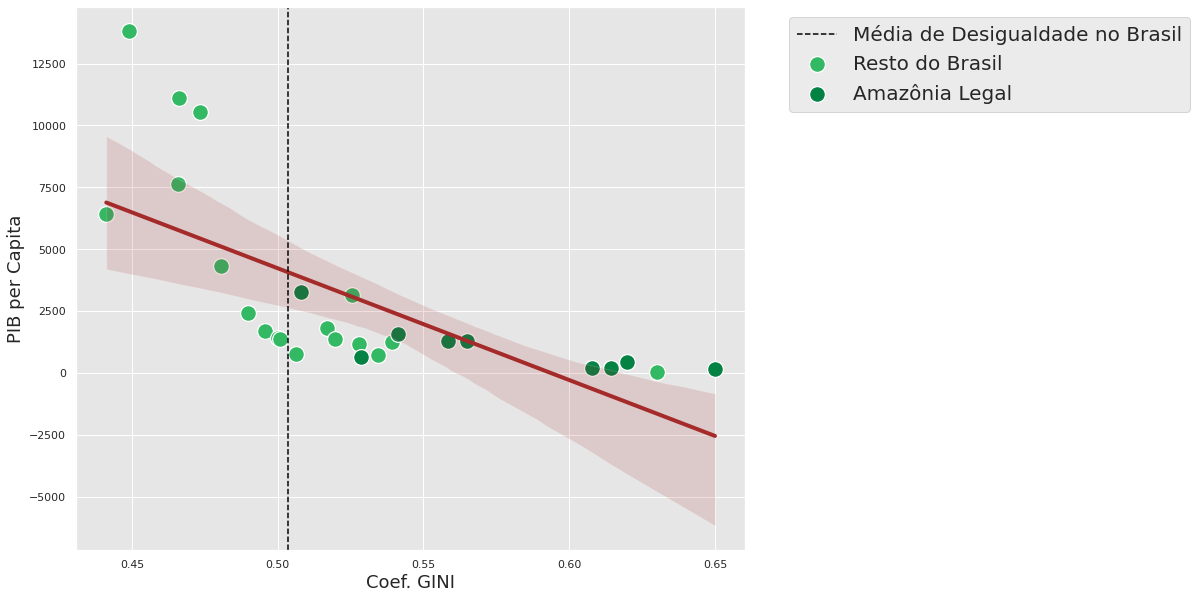 Média de Desigualdade no Brasil
Resto do Brasil
Amazônia Legal
PIB per Capita
12500
10000
7500
5000
2500
0
−2500
−5000
0.45 0.50 0.55 0.60 0.65
Coef. GINI